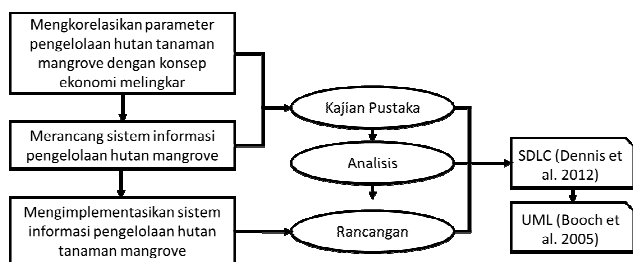 Mengkorelasikan parameter
pengelolaan hutan tanaman
mangrove dengan konsep
ekonomi melingkar
Merancang sistem informasi
pengelolaan hutan mangrove
Mengimplementasikan sistem
informasi pengelolaan hutan
tanaman mangrove
Kajian Pustaka
Analisis
Rancangan
SDLC (Dennis et
al. 2012)
UML (Booch et
al. 2005)